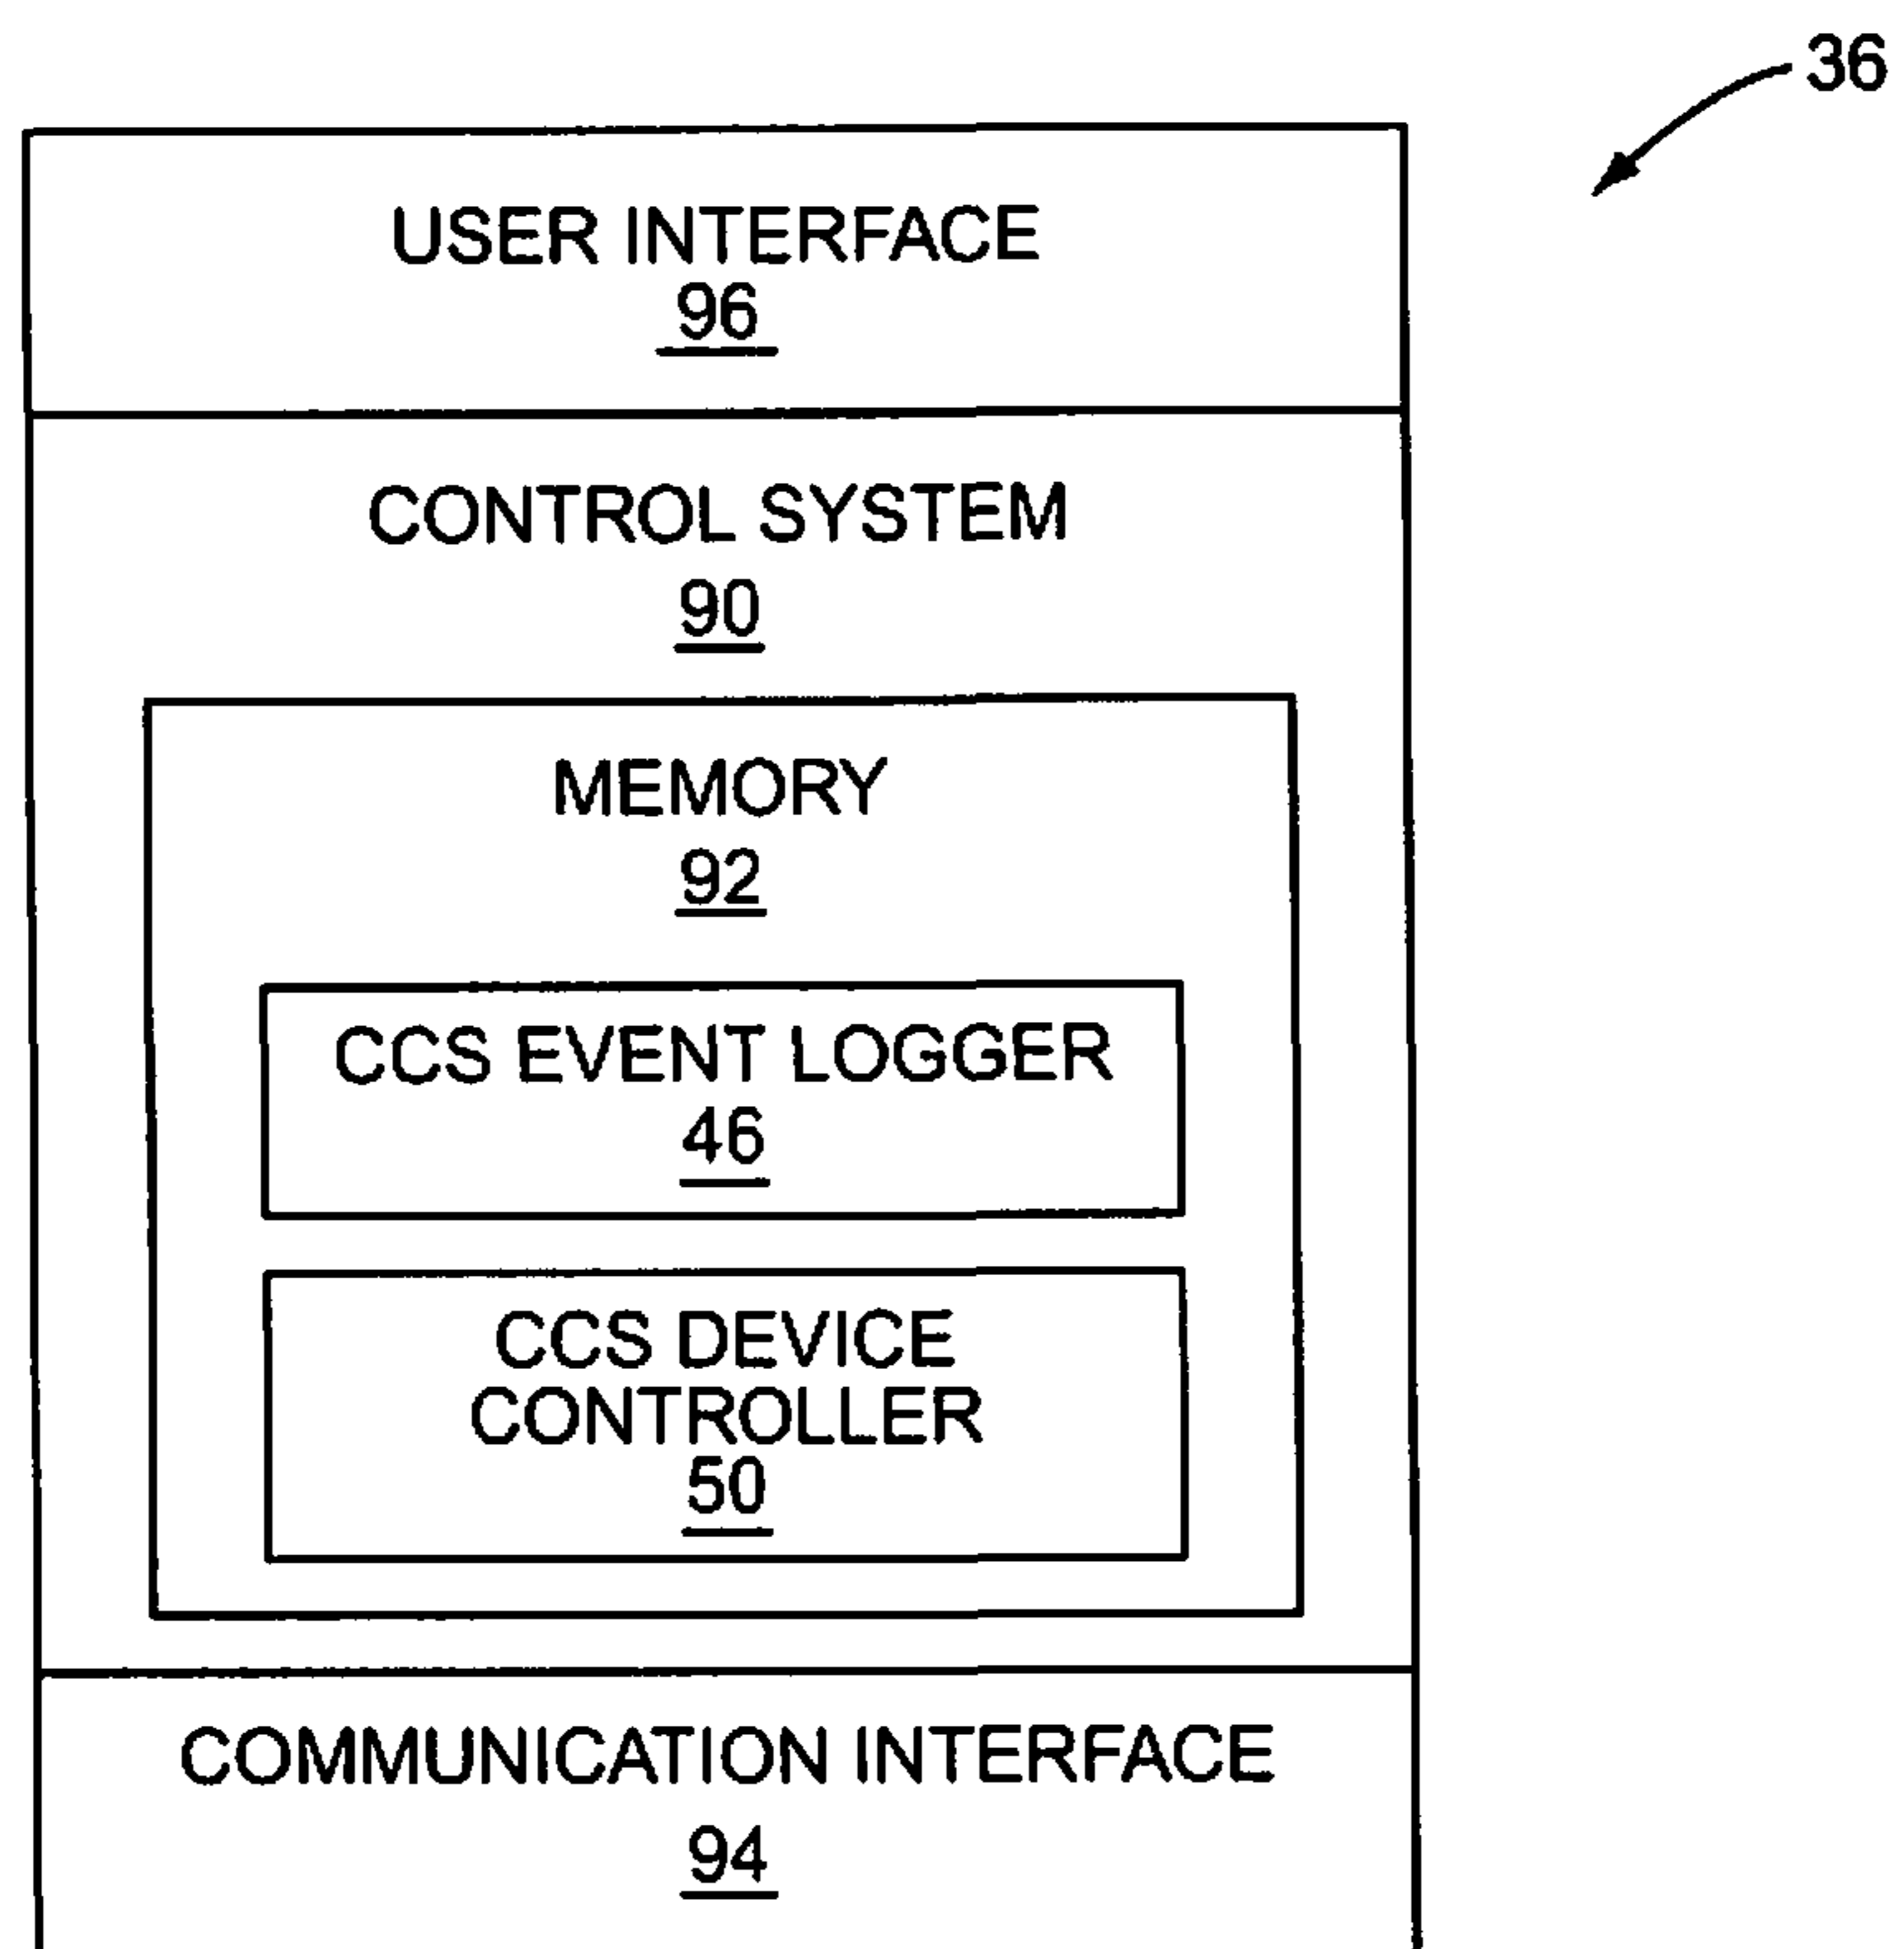 36
USER INTERFACE
96
CONTROL SYSTEM
90
MEMORY
92
CCS EVENT LOGGER
46
CCS DEVICE
CONTROLLER
50
COMMUNICATION INTERFACE
94